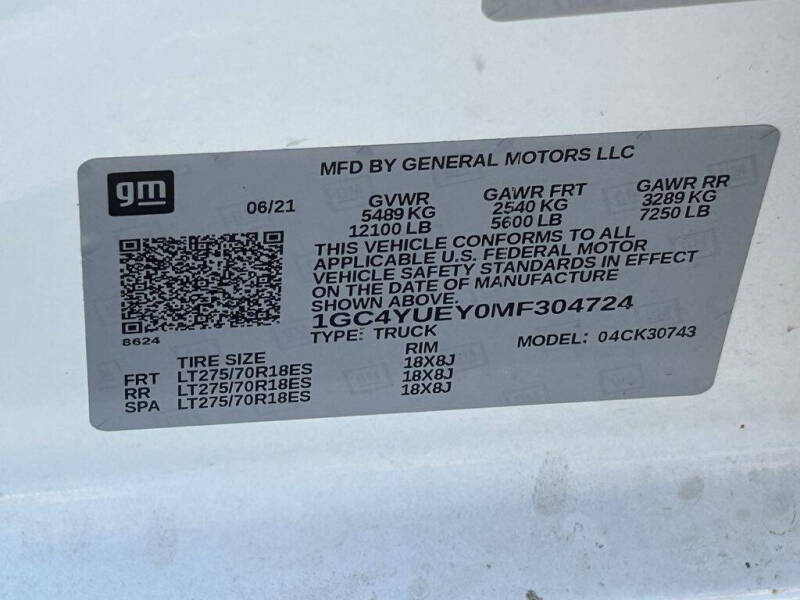 MFD BY GENERAL MOTORS LLC
gm
06/21
GVWR GAWR FRT GAWR RR
5489 KG 2540 KG 3289 KG
12100 LB 5600 LB 7250 LB
THIS VEHICLE CONFORMS TO ALL
APPLICABLE U.S. FEDERAL MOTOR
VEHICLE SAFETY STANDARDS IN EFFECT
ON THE DATE OF MANUFACTURE
SHOWN ABOVE.
1GC4YUEY0MF304724
8624
TYPE: TRUCK MODEL: 04CK30743
TIRE SIZE RIM
FRT LT275/70R18ES 18X8J
RR LT275/70R18ES 18X8J
SPA LT275/70R18ES 18X8J